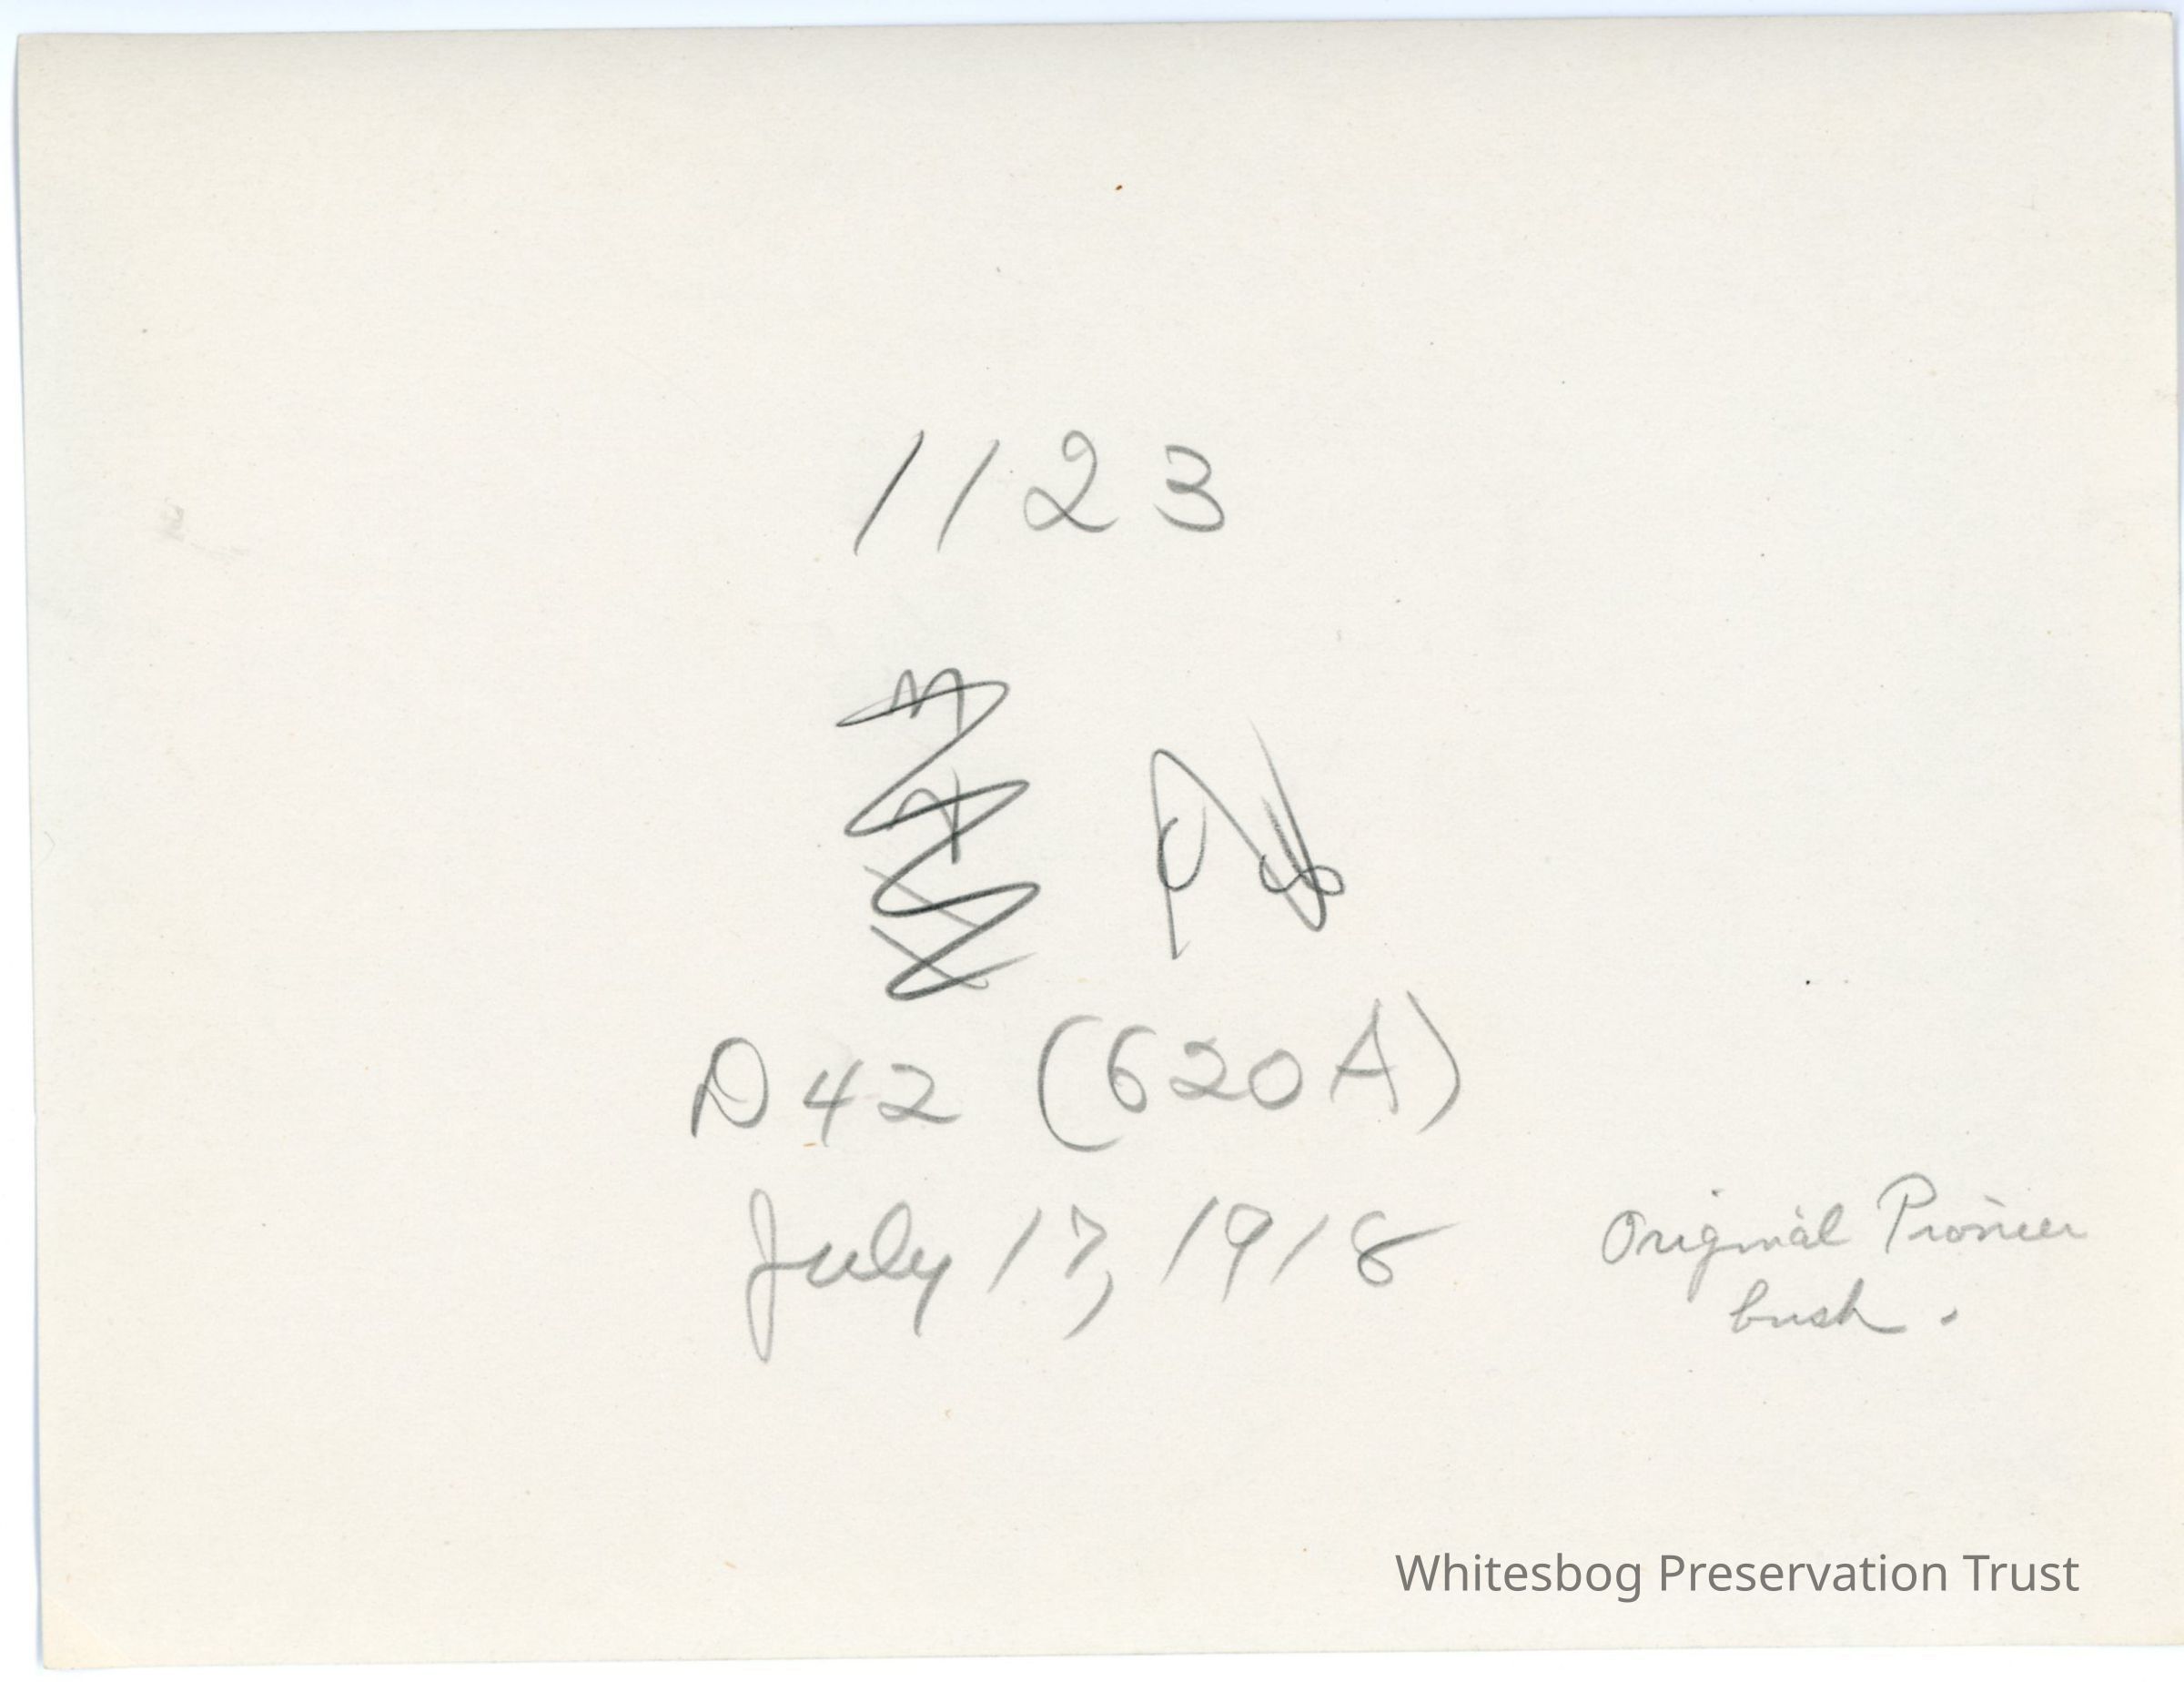 1123
D42 (620A)
July 17, 1918
Original Pioneer
bush.
Whitesbog Preservation Trust